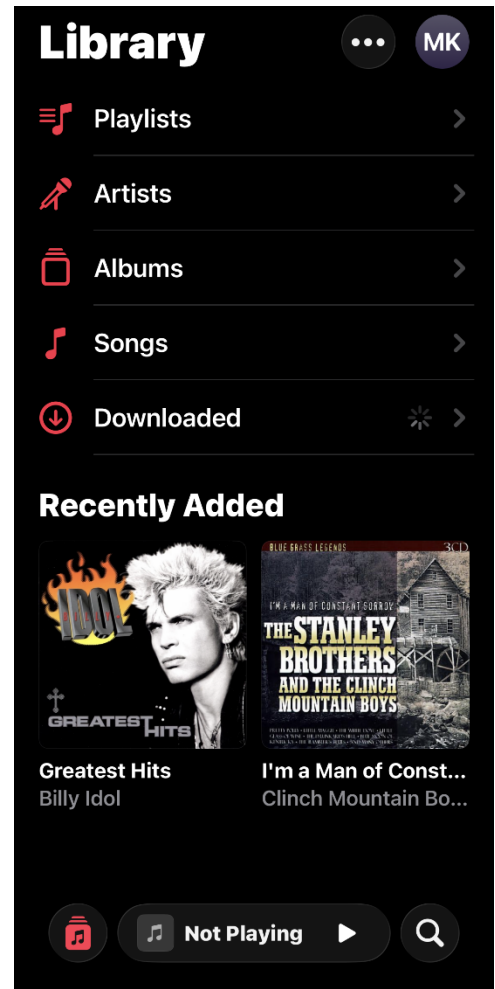 Library
MK
Playlists
Artists
Albums
Songs
Downloaded
Recently Added
IDOL
GREATEST HITS
BLUE GRASS LEGENDS 3CD
I'M A MAN OF CONSTANT SORROW
THE STANLEY
BROTHERS
AND THE CLINCH
MOUNTAIN BOYS
Greatest Hits
Billy Idol
I'm a Man of Const...
Clinch Mountain Bo...
Not Playing